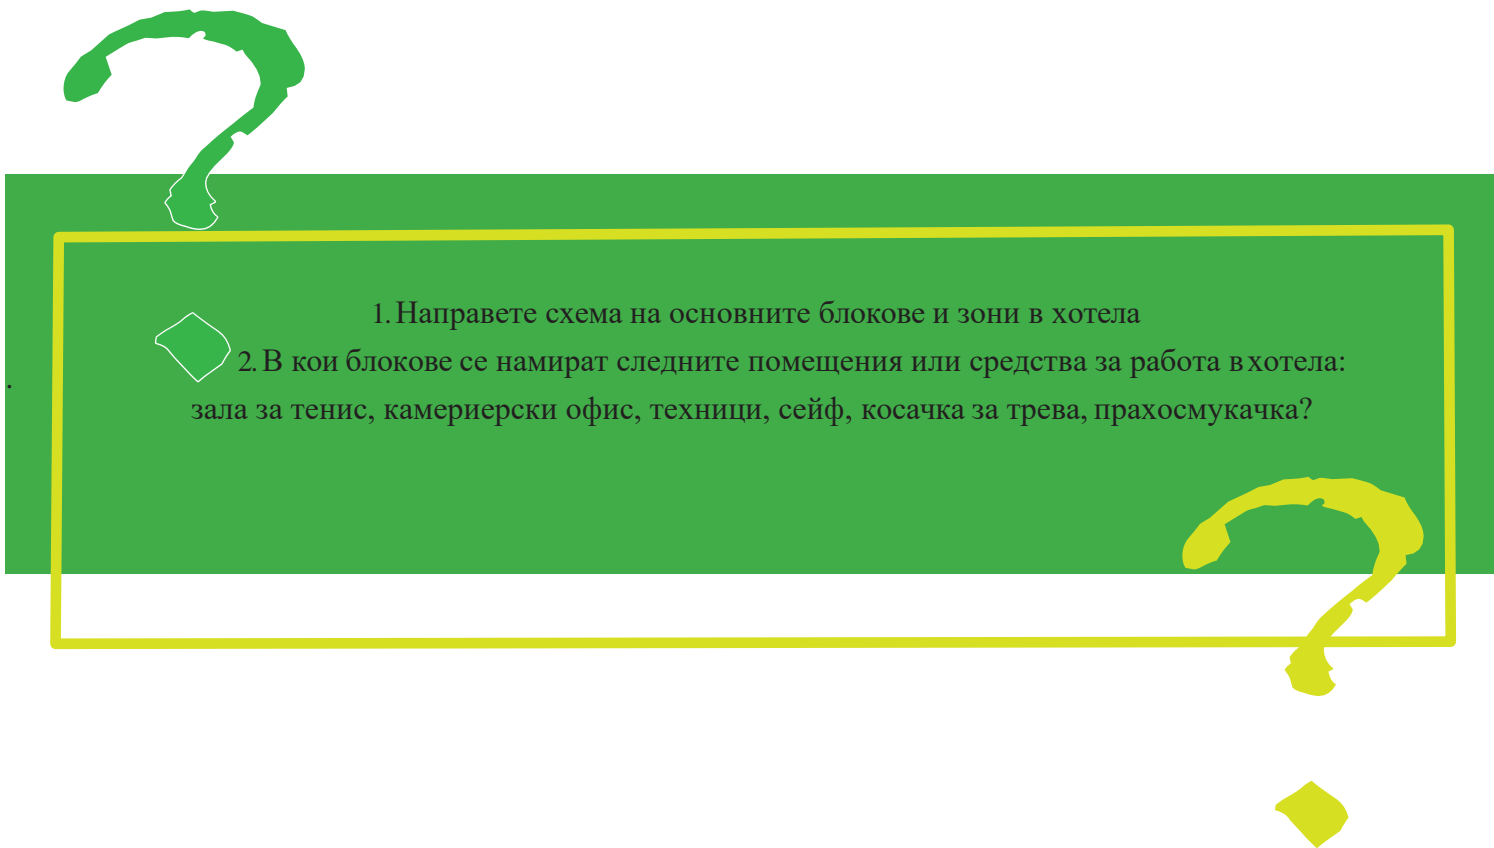 1. Направете схема на основните блокове и зони в хотела
2. В кои блокове се намират следните помещения или средства за работа в хотела:
.
зала за тенис, камериерски офис, техници, сейф, косачка за трева, прахосмукачка?